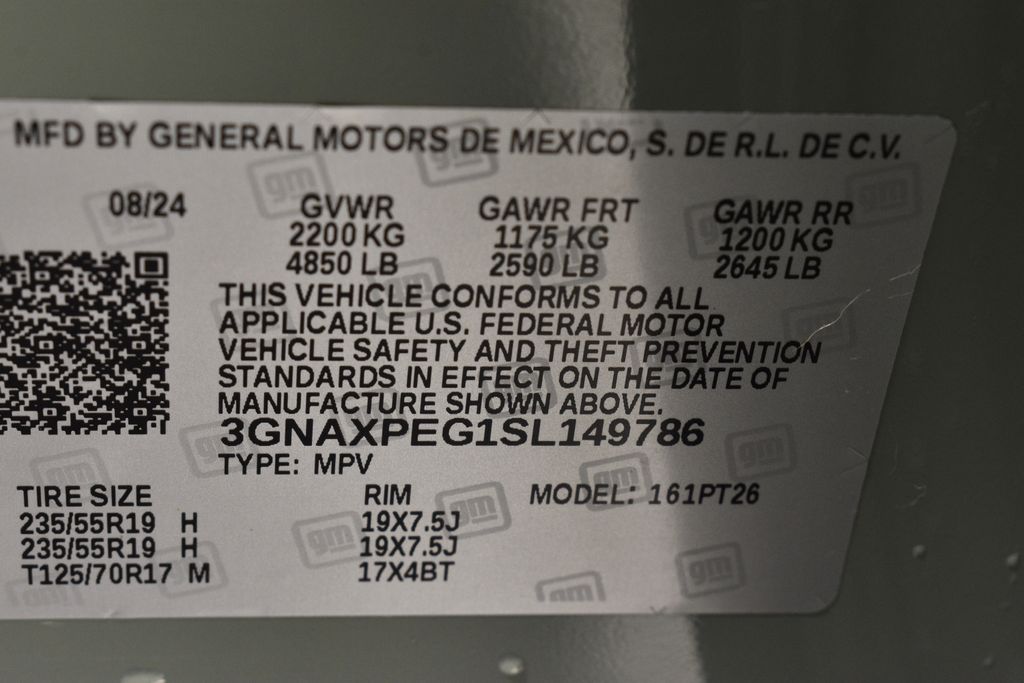 MFD BY GENERAL MOTORS DE MEXICO, S. DE R.L. DE C.V.
08/24 GVWR GAWR FRT GAWR RR
2200 KG 1175 KG 1200 KG
4850 LB 2590 LB 2645 LB
THIS VEHICLE CONFORMS TO ALL
APPLICABLE U.S. FEDERAL MOTOR
VEHICLE SAFETY AND THEFT PREVENTION
STANDARDS IN EFFECT ON THE DATE OF
MANUFACTURE SHOWN ABOVE.
3GNAXPEG1SL149786
TYPE: MPV
TIRE SIZE RIM MODEL: 161PT26
235/55R19 H 19X7.5J
235/55R19 H 19X7.5J
T125/70R17 M 17X4BT